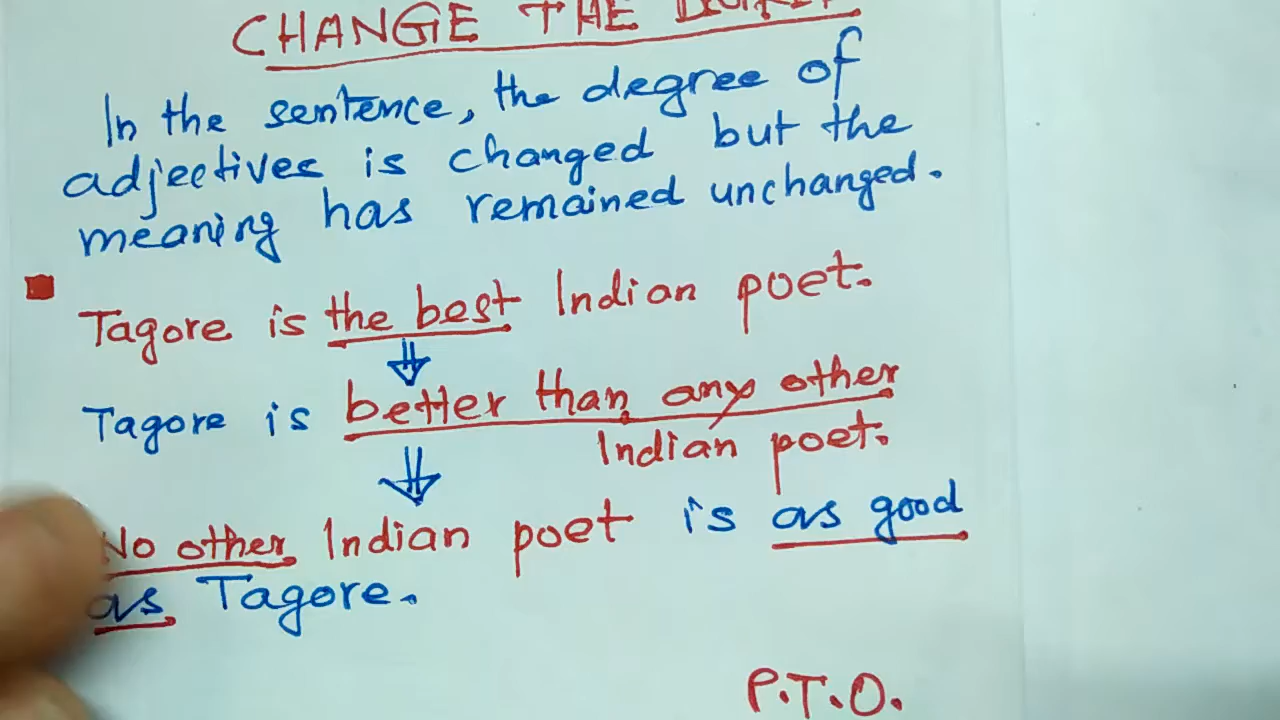 CHANGE THE DEGREE
In the sentence, the degree of
adjectives is changed but the
meaning has remained unchanged.
Tagore is the best Indian poet.
Tagore is better than any other
Indian poet.
No other Indian poet is as good
as Tagore.
P.T.O.